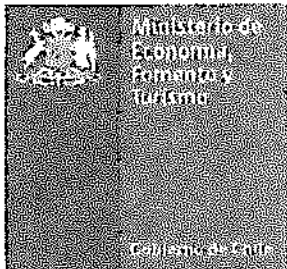 Ministerio de
Economía,
Fomento y
Turismo
Gobierno de Chile